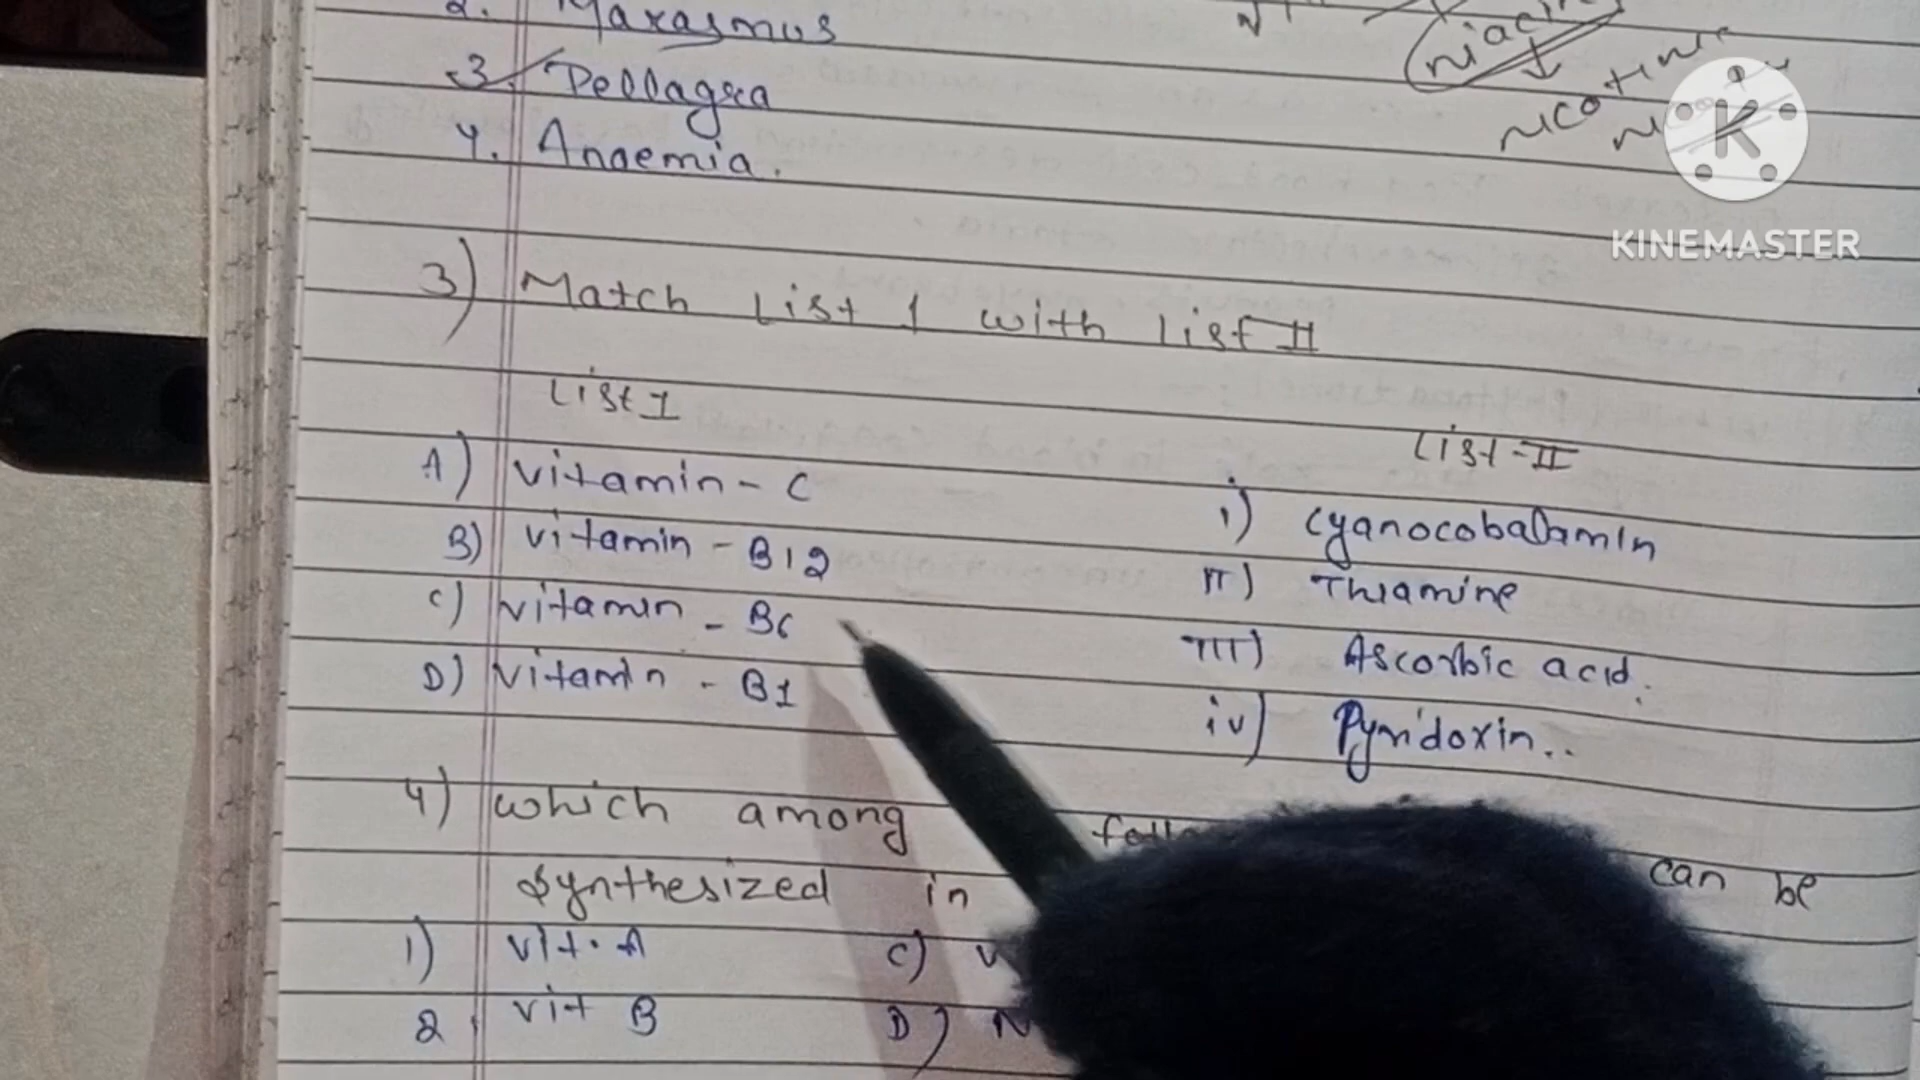 2. Marasmus
3. Pellagra
4. Anaemia.
niacin
KINEMASTER
3) Match List 1 with List II
List I
List-II
A) vitamin - C
i) cyanocobalamin
B) vitamin - B12
II) Thiamine
C) vitamin - B6
III) Ascorbic acid.
D) vitamin - B1
iv) Pyridoxin..
4) which among can be
synthesized in
1) vit. A C)
2 vit B D)